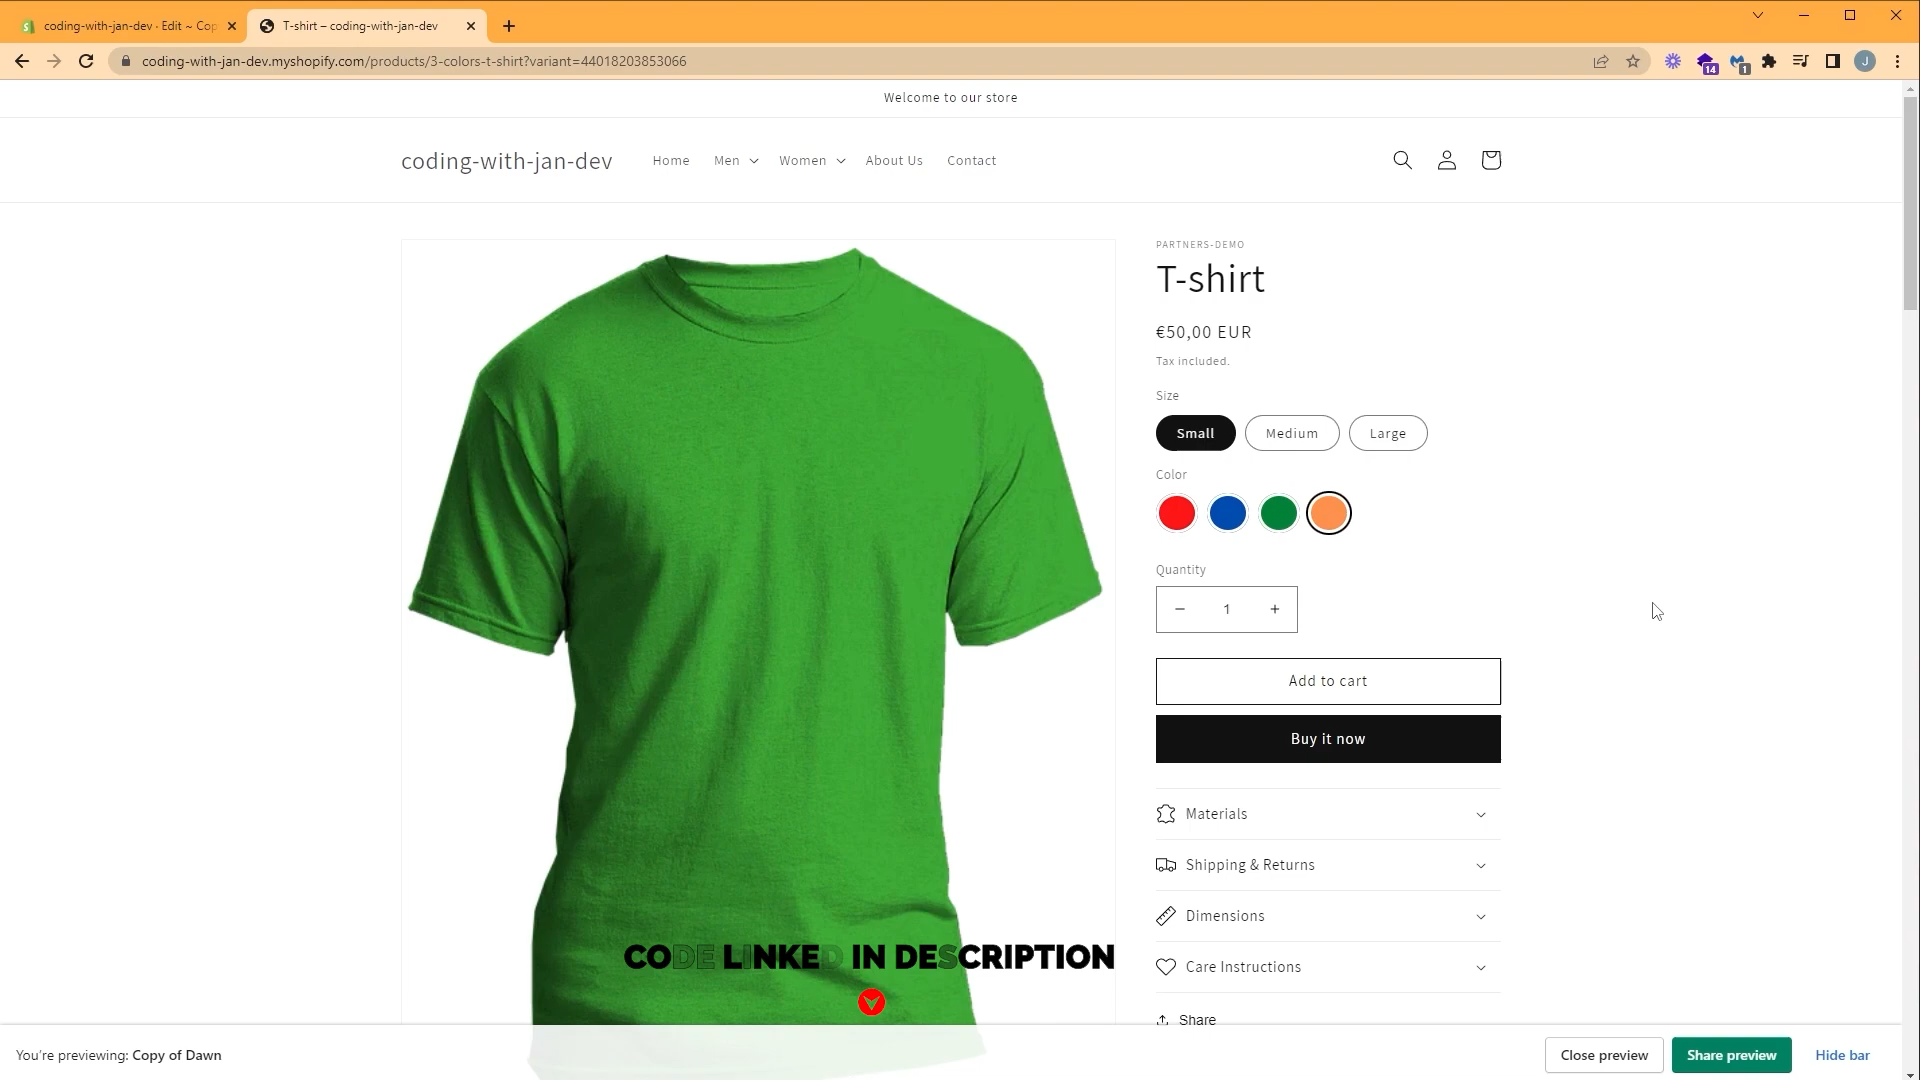 coding-with-jan-dev · Edit ~ Cop
T-shirt – coding-with-jan-dev
coding-with-jan-dev.myshopify.com/products/3-colors-t-shirt?variant=44018203853066
14
1
J
Welcome to our store
coding-with-jan-dev
Home
Men
Women
About Us
Contact
PARTNERS-DEMO
T-shirt
€50,00 EUR
Tax included.
Size
Small
Medium
Large
Color
Quantity
− 1 +
Add to cart
Buy it now
Materials
Shipping & Returns
Dimensions
Care Instructions
Share
CODE LINKED IN DESCRIPTION
You're previewing: Copy of Dawn
Close preview
Share preview
Hide bar